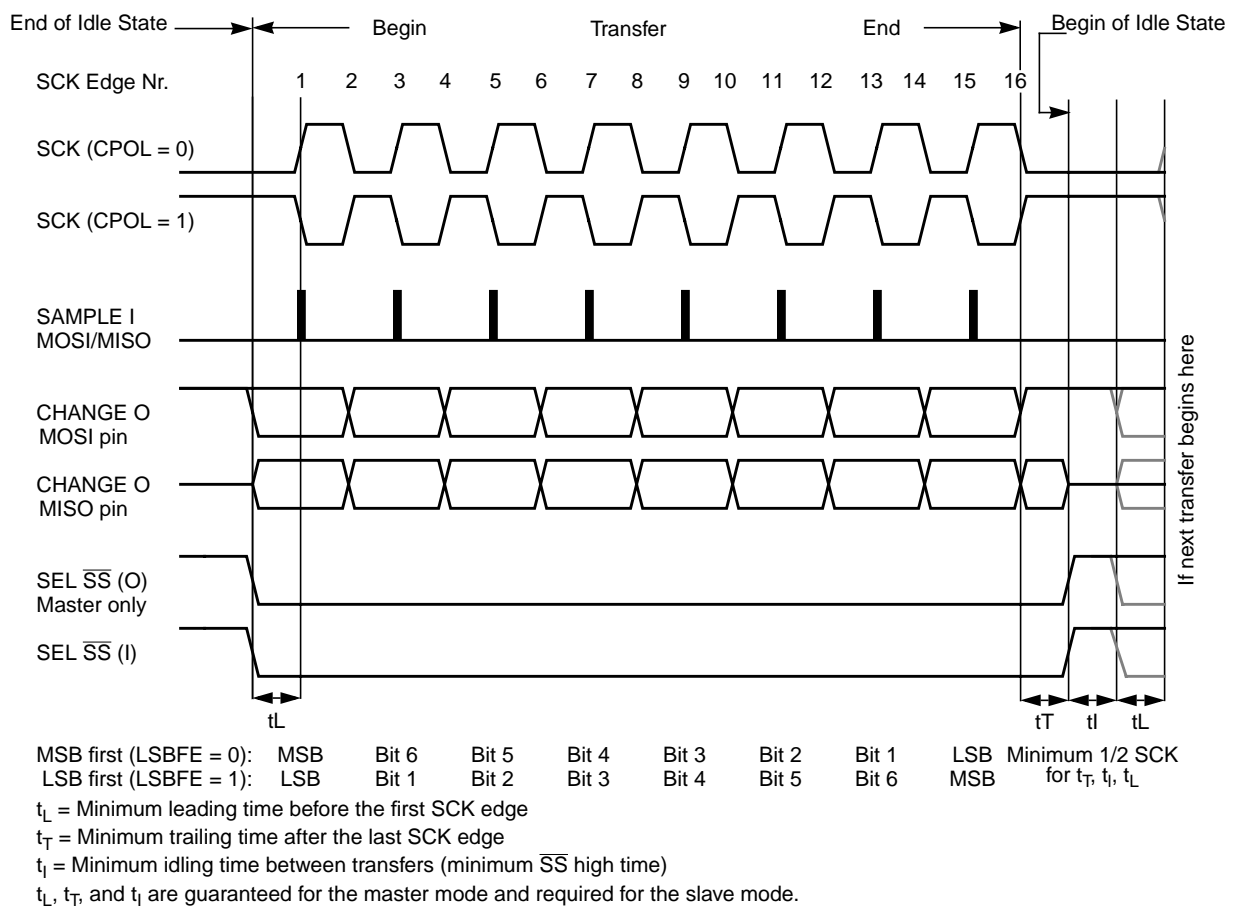 End of Idle State
Begin
Transfer
End
Begin of Idle State
SCK Edge Nr.
1 2 3 4 5 6 7 8 9 10 11 12 13 14 15 16
SCK (CPOL = 0)
SCK (CPOL = 1)
SAMPLE I
MOSI/MISO
CHANGE O
MOSI pin
CHANGE O
MISO pin
SEL S̅S̅ (O)
Master only
SEL S̅S̅ (I)
If next transfer begins here
tL
tT tI tL
MSB first (LSBFE = 0): MSB Bit 6 Bit 5 Bit 4 Bit 3 Bit 2 Bit 1 LSB Minimum 1/2 SCK
LSB first (LSBFE = 1): LSB Bit 1 Bit 2 Bit 3 Bit 4 Bit 5 Bit 6 MSB for tT, tI, tL
tL = Minimum leading time before the first SCK edge
tT = Minimum trailing time after the last SCK edge
tI = Minimum idling time between transfers (minimum S̅S̅ high time)
tL, tT, and tI are guaranteed for the master mode and required for the slave mode.